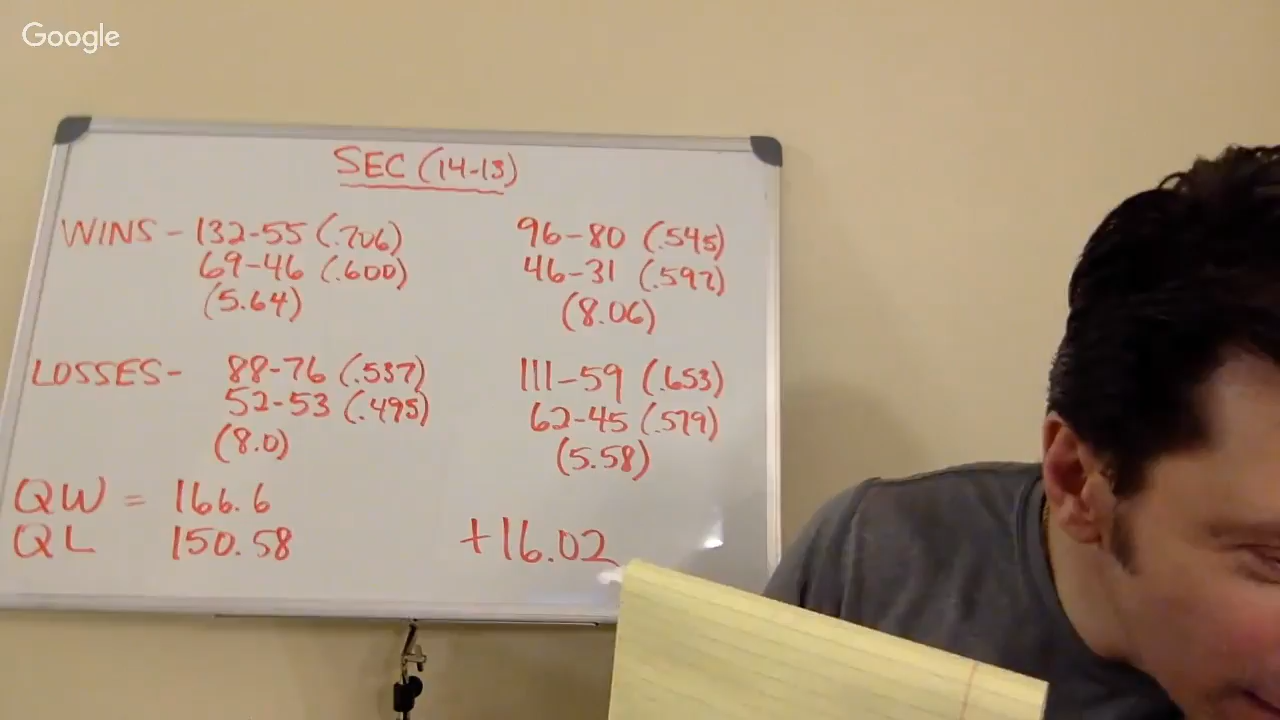 Google
SEC (14-13)
WINS - 132-55 (.706)
69-46 (.600)
(5.64)
96-80 (.545)
46-31 (.597)
(8.06)
LOSSES- 88-76 (.537)
52-53 (.495)
(8.0)
111-59 (.653)
62-45 (.579)
(5.58)
QW = 166.6
QL 150.58
+16.02